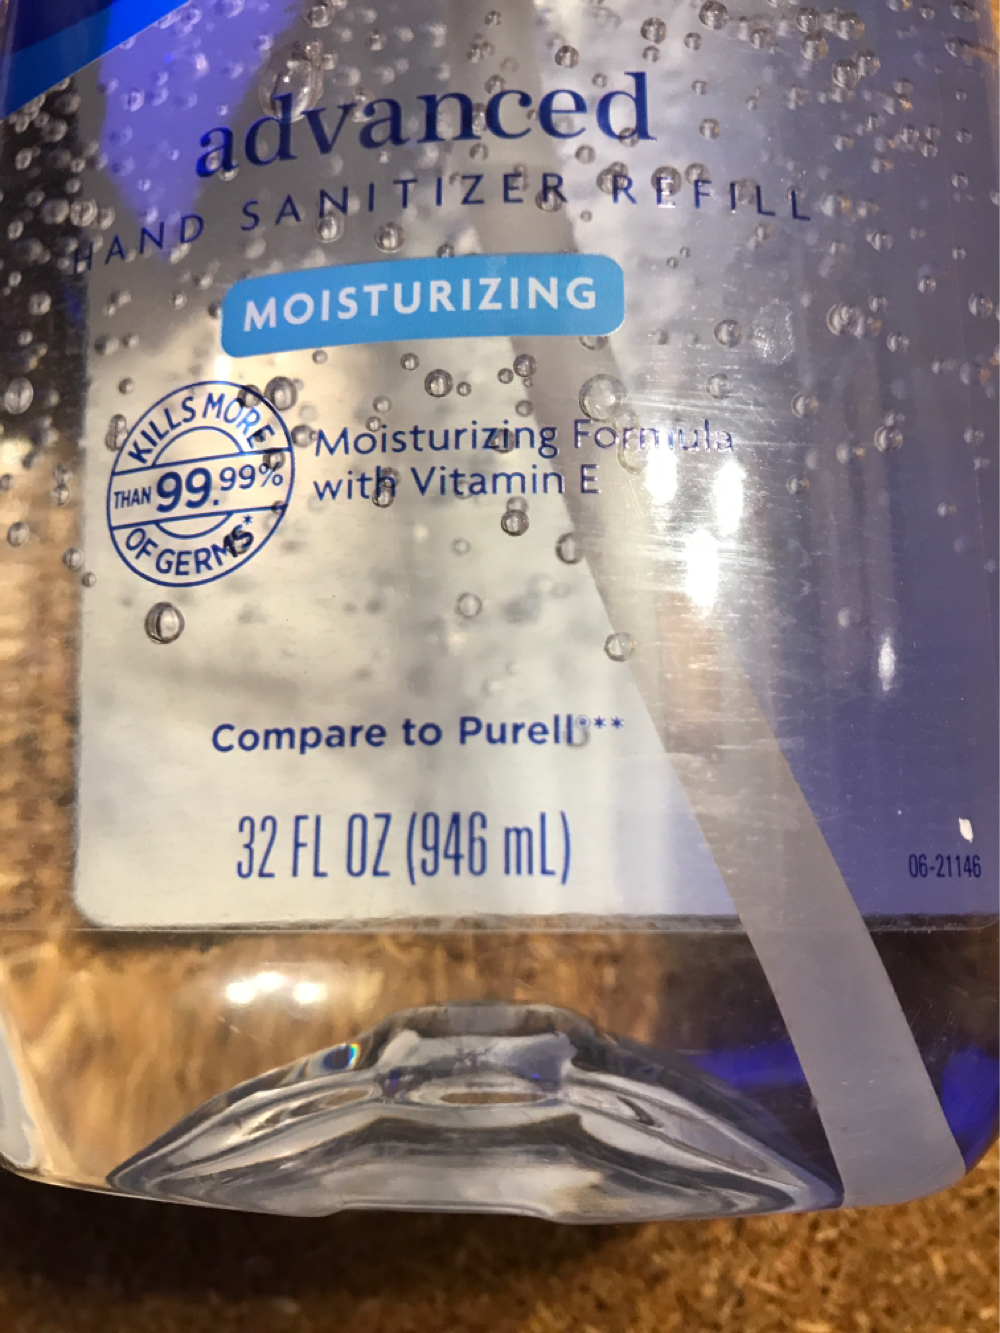 advanced
HAND SANITIZER REFILL
MOISTURIZING
KILLS MORE
THAN 99.99%
OF GERMS*
Moisturizing Formula
with Vitamin E
Compare to Purell®**
32 FL OZ (946 mL)
06-21146